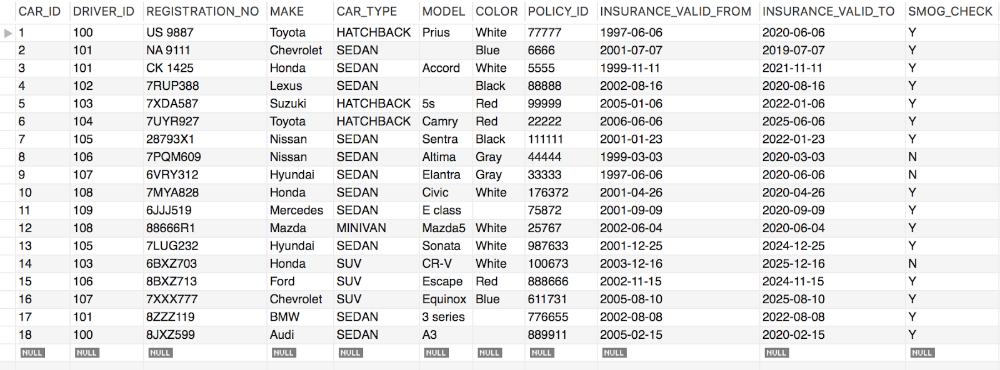 CAR_ID DRIVER_ID REGISTRATION_NO MAKE CAR_TYPE MODEL COLOR POLICY_ID INSURANCE_VALID_FROM INSURANCE_VALID_TO SMOG_CHECK
1 100 US 9887 Toyota HATCHBACK Prius White 77777 1997-06-06 2020-06-06 Y
2 101 NA 9111 Chevrolet SEDAN Blue 6666 2001-07-07 2019-07-07 Y
3 101 CK 1425 Honda SEDAN Accord White 5555 1999-11-11 2021-11-11 Y
4 102 7RUP388 Lexus SEDAN Black 88888 2002-08-16 2020-08-16 Y
5 103 7XDA587 Suzuki HATCHBACK 5s Red 99999 2005-01-06 2022-01-06 Y
6 104 7UYR927 Toyota HATCHBACK Camry Red 22222 2006-06-06 2025-06-06 Y
7 105 28793X1 Nissan SEDAN Sentra Black 111111 2001-01-23 2022-01-23 Y
8 106 7PQM609 Nissan SEDAN Altima Gray 44444 1999-03-03 2020-03-03 N
9 107 6VRY312 Hyundai SEDAN Elantra Gray 33333 1997-06-06 2020-06-06 N
10 108 7MYA828 Honda SEDAN Civic White 176372 2001-04-26 2020-04-26 Y
11 109 6JJJ519 Mercedes SEDAN E class 75872 2001-09-09 2020-09-09 Y
12 108 88666R1 Mazda MINIVAN Mazda5 White 25767 2002-06-04 2020-06-04 Y
13 105 7LUG232 Hyundai SEDAN Sonata White 987633 2001-12-25 2024-12-25 Y
14 103 6BXZ703 Honda SUV CR-V White 100673 2003-12-16 2025-12-16 N
15 106 8BXZ713 Ford SUV Escape Red 888666 2002-11-15 2024-11-15 Y
16 107 7XXX777 Chevrolet SUV Equinox Blue 611731 2005-08-10 2025-08-10 Y
17 101 8ZZZ119 BMW SEDAN 3 series 776655 2002-08-08 2022-08-08 Y
18 100 8JXZ599 Audi SEDAN A3 889911 2005-02-15 2020-02-15 Y
NULL NULL NULL NULL NULL NULL NULL NULL NULL NULL NULL